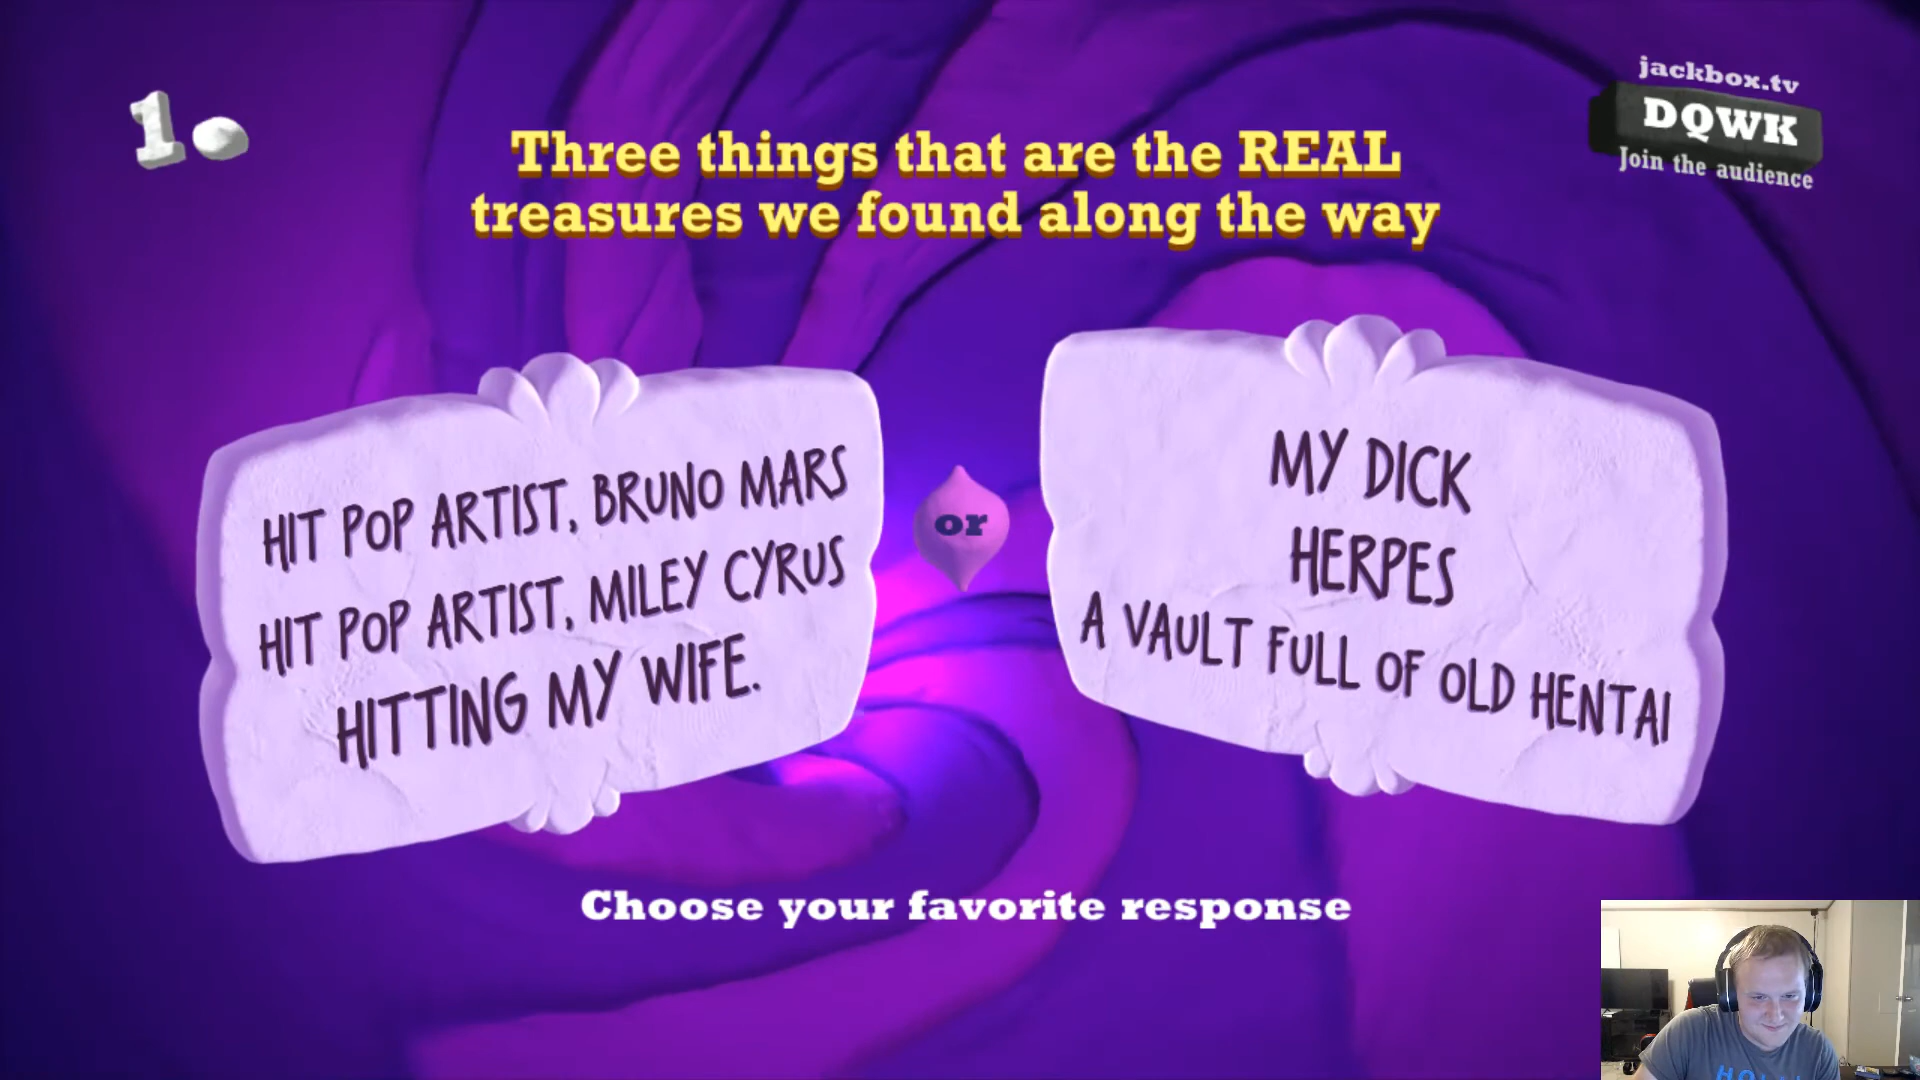 1.
jackbox.tv
DQWK
Join the audience
Three things that are the REAL
treasures we found along the way
HIT POP ARTIST, BRUNO MARS
HIT POP ARTIST, MILEY CYRUS
HITTING MY WIFE.
or
MY DICK
HERPES
A VAULT FULL OF OLD HENTAI
Choose your favorite response